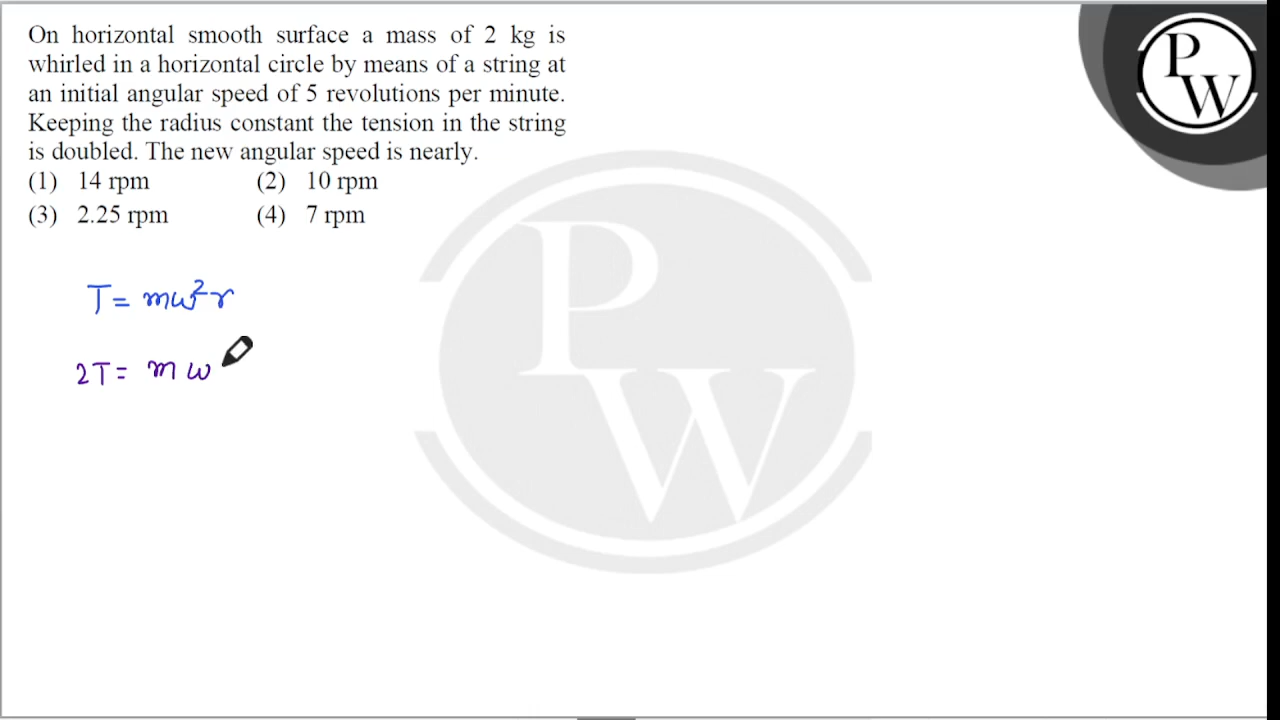 On horizontal smooth surface a mass of 2 kg is
whirled in a horizontal circle by means of a string at
an initial angular speed of 5 revolutions per minute.
Keeping the radius constant the tension in the string
is doubled. The new angular speed is nearly.
(1) 14 rpm (2) 10 rpm
(3) 2.25 rpm (4) 7 rpm
T = mω²r
2T = m ω
P
W
P
W